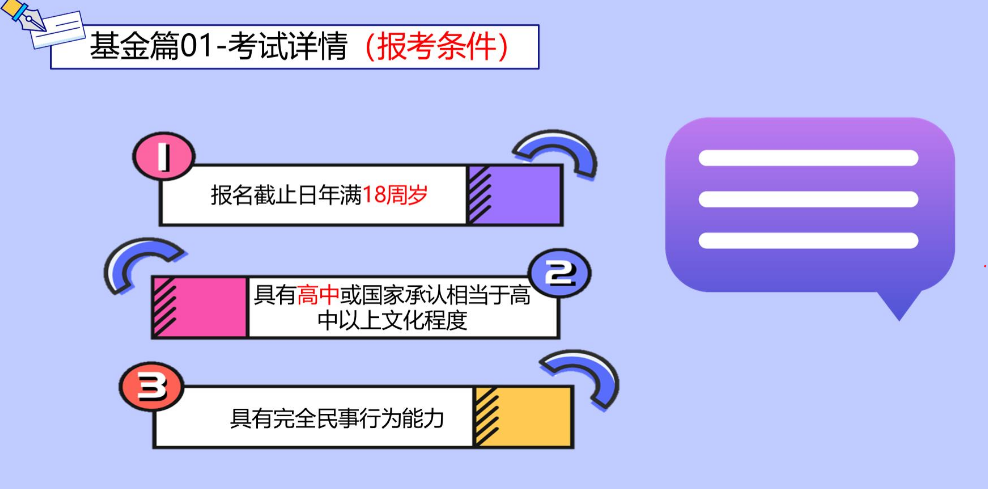 基金篇01-考试详情（报考条件）
1
报名截止日年满18周岁
2
具有高中或国家承认相当于高
中以上文化程度
3
具有完全民事行为能力